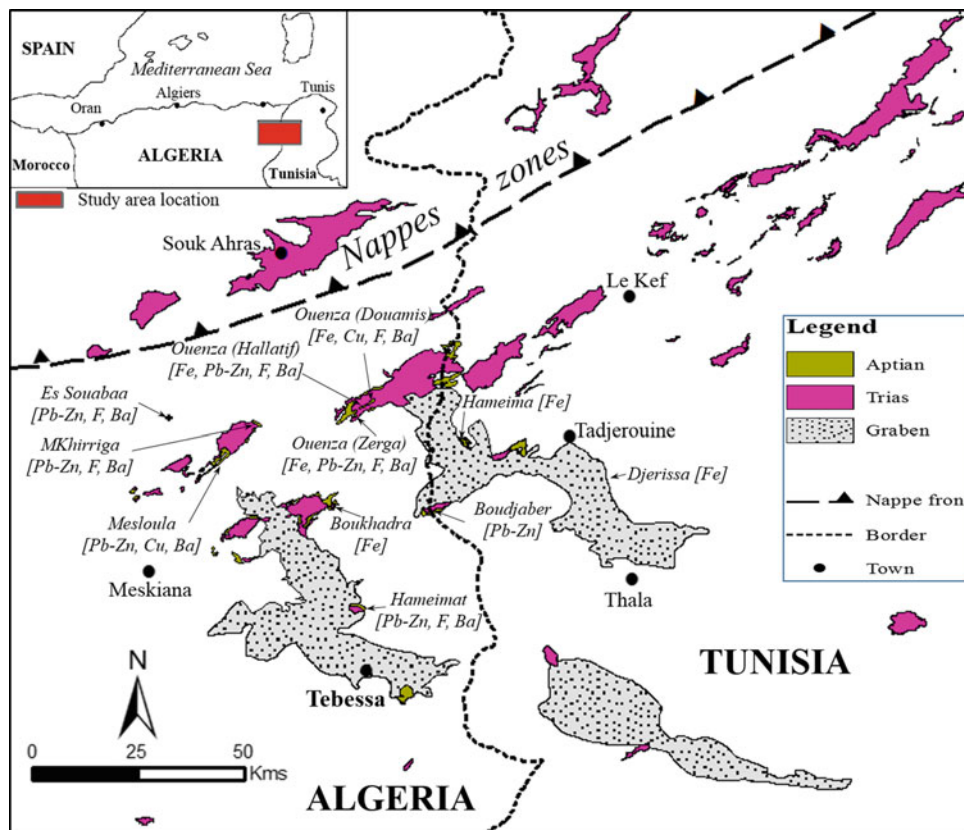 SPAIN
Mediterranean Sea
Oran
Algiers
Tunis
ALGERIA
Morocco
Tunisia
Study area location
Nappes zones
Souk Ahras
Le Kef
Ouenza (Douamis)
[Fe, Cu, F, Ba]
Ouenza (Hallatif)
[Fe, Pb-Zn, F, Ba]
Es Souabaa
[Pb-Zn, F, Ba]
MKhirriga
[Pb-Zn, F, Ba]
Ouenza (Zerga)
[Fe, Pb-Zn, F, Ba]
Hameima [Fe]
Tadjerouine
Djerissa [Fe]
Mesloula
[Pb-Zn, Cu, Ba]
Boukhadra
[Fe]
Boudjaber
[Pb-Zn]
Meskiana
Thala
Hameimat
[Pb-Zn, F, Ba]
Tebessa
TUNISIA
ALGERIA
N
0 25 50
Kms
Legend
Aptian
Trias
Graben
Nappe fron
Border
Town